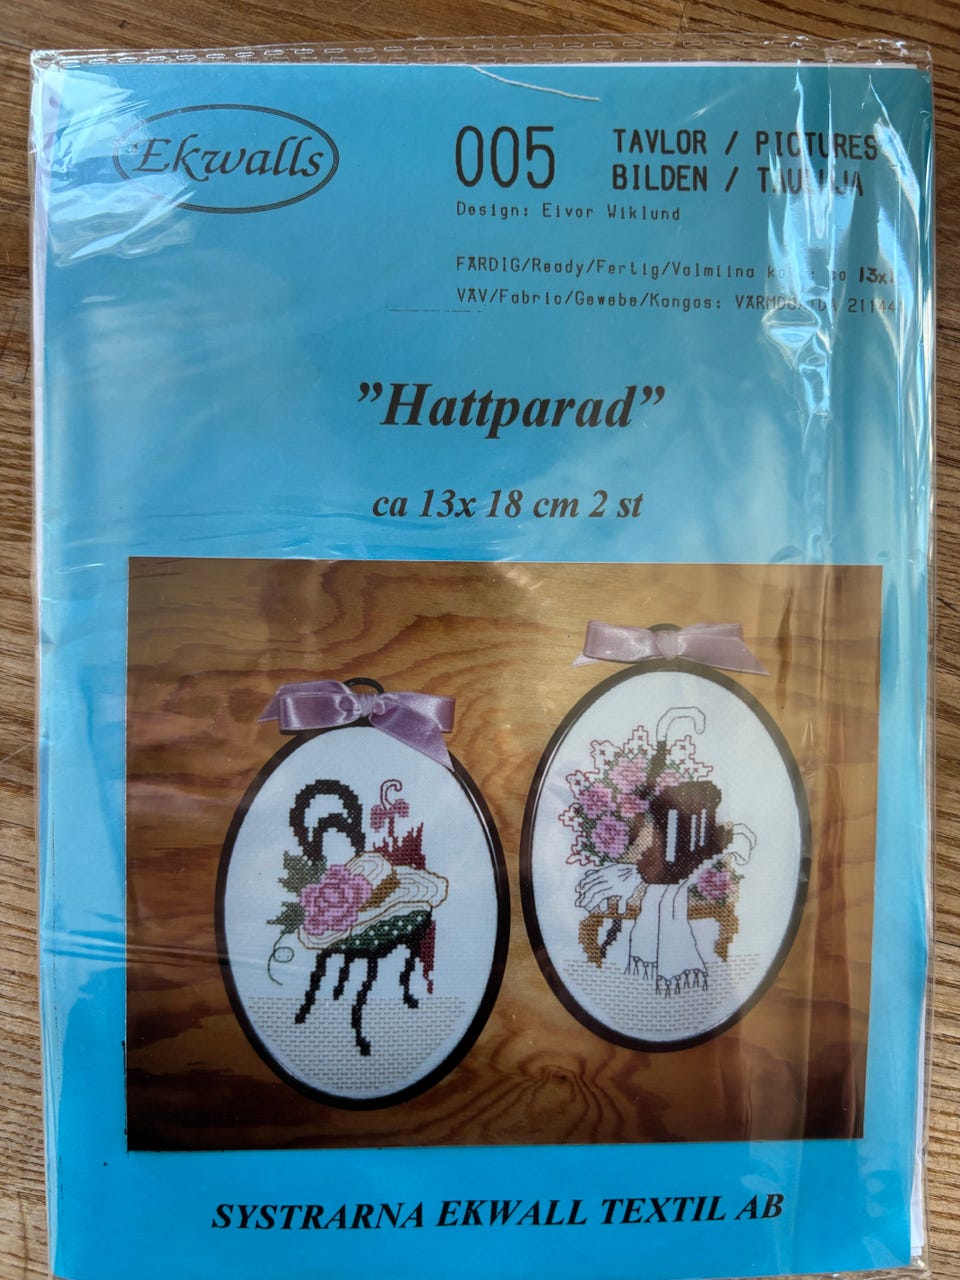 Ekwalls
005
TAVLOR / PICTURES
BILDEN /
Design: Eivor Wiklund
FÄRDIG/Ready/Fertig/Valmiina ca
VÄV/Fabric/Gewebe/Kangas:
"Hattparad"
ca 13x 18 cm 2 st
SYSTRARNA EKWALL TEXTIL AB